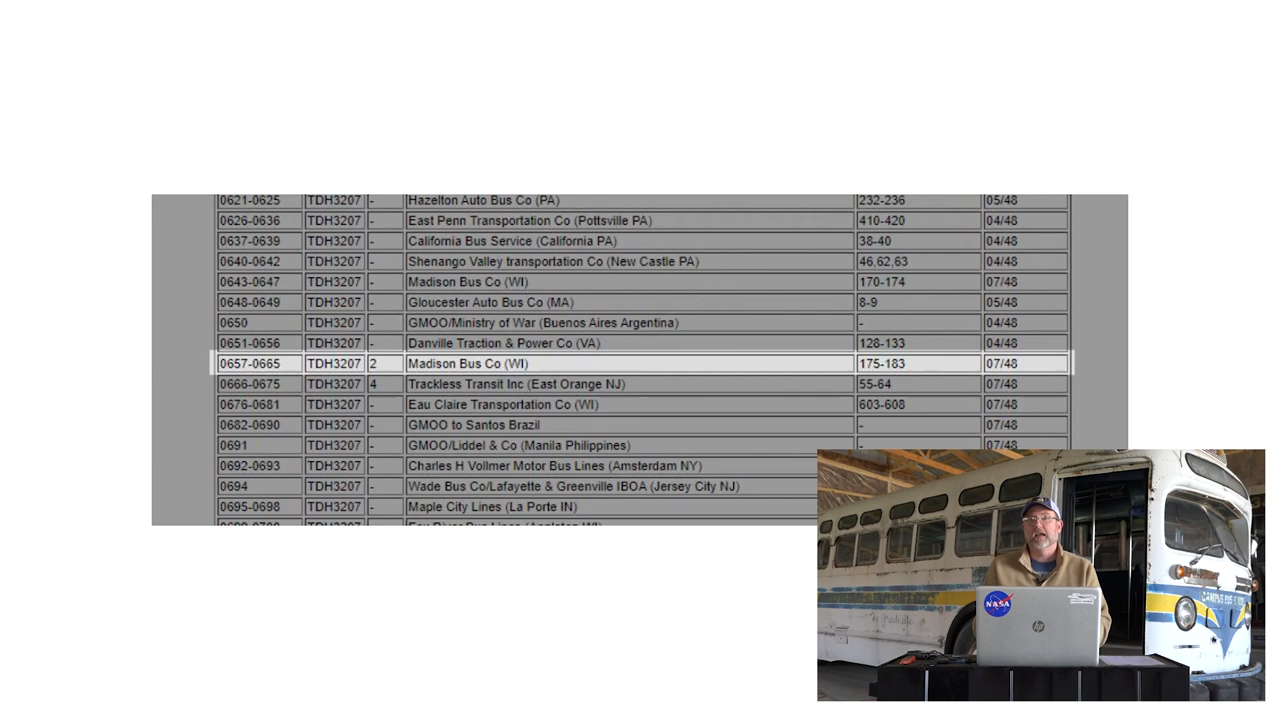 0621-0625 TDH3207 - Hazelton Auto Bus Co (PA) 232-236 05/48
0626-0636 TDH3207 - East Penn Transportation Co (Pottsville PA) 410-420 04/48
0637-0639 TDH3207 - California Bus Service (California PA) 38-40 04/48
0640-0642 TDH3207 - Shenango Valley transportation Co (New Castle PA) 46,62,63 04/48
0643-0647 TDH3207 - Madison Bus Co (WI) 170-174 07/48
0648-0649 TDH3207 - Gloucester Auto Bus Co (MA) 8-9 05/48
0650 TDH3207 - GMOO/Ministry of War (Buenos Aires Argentina) - 04/48
0651-0656 TDH3207 - Danville Traction & Power Co (VA) 128-133 04/48
0657-0665 TDH3207 2 Madison Bus Co (WI) 175-183 07/48
0666-0675 TDH3207 4 Trackless Transit Inc (East Orange NJ) 55-64 07/48
0676-0681 TDH3207 - Eau Claire Transportation Co (WI) 603-608 07/48
0682-0690 TDH3207 - GMOO to Santos Brazil - 07/48
0691 TDH3207 - GMOO/Liddel & Co (Manila Philippines) - 07/48
0692-0693 TDH3207 - Charles H Vollmer Motor Bus Lines (Amsterdam NY)
0694 TDH3207 - Wade Bus Co/Lafayette & Greenville IBOA (Jersey City NJ)
0695-0698 TDH3207 - Maple City Lines (La Porte IN)
CAMPUS BUS
NASA
hp